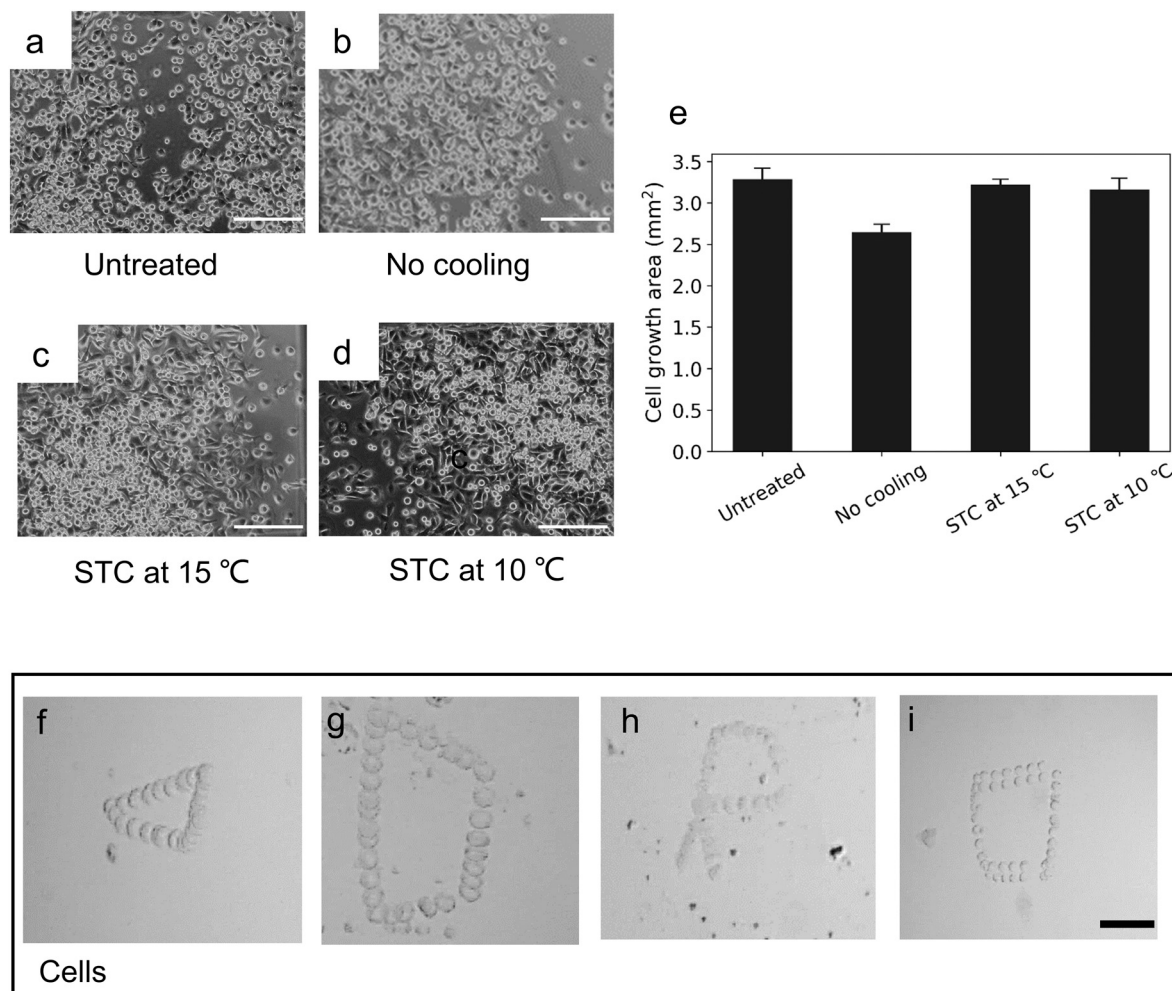 a
b
Untreated
No cooling
c
d
C
STC at 15 ℃
STC at 10 ℃
e
Cell growth area (mm²)
3.5
3.0
2.5
2.0
1.5
1.0
0.5
0.0
Untreated
No cooling
STC at 15 ℃
STC at 10 ℃
f
g
h
i
Cells